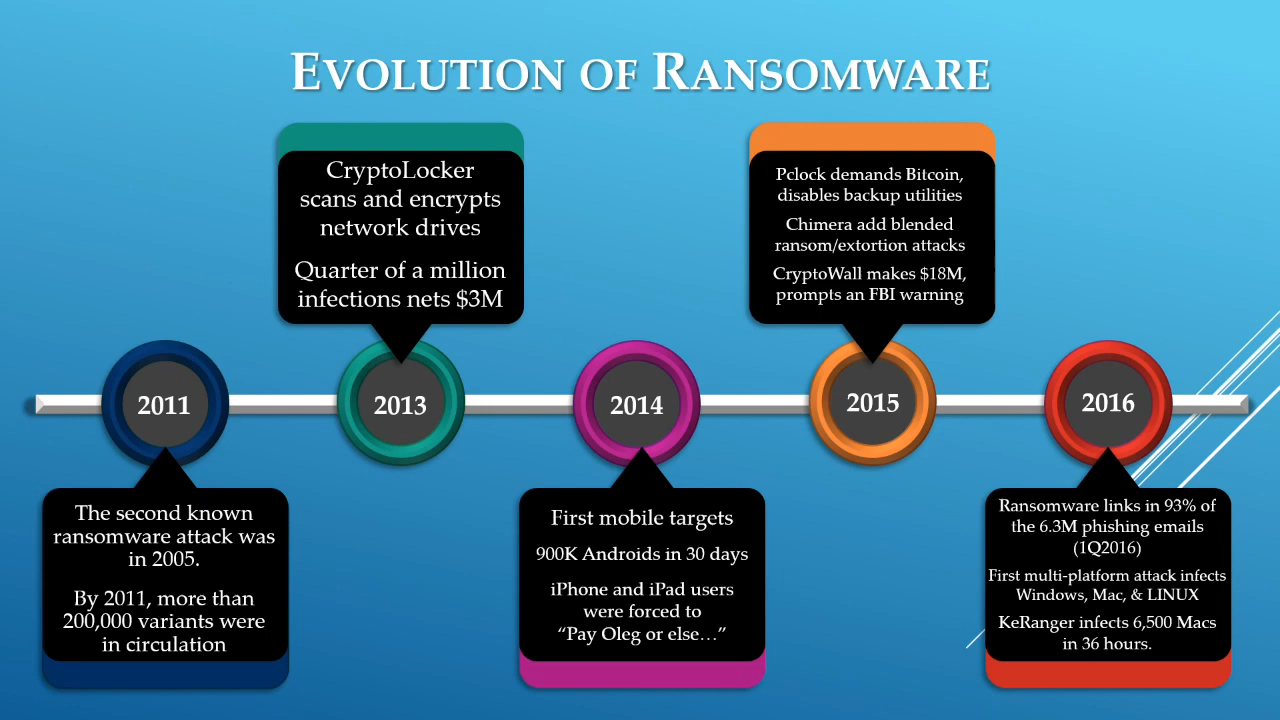 EVOLUTION OF RANSOMWARE
CryptoLocker
scans and encrypts
network drives
Quarter of a million
infections nets $3M
Pclock demands Bitcoin,
disables backup utilities
Chimera add blended
ransom/extortion attacks
CryptoWall makes $18M,
prompts an FBI warning
2011
2013
2014
2015
2016
The second known
ransomware attack was
in 2005.
By 2011, more than
200,000 variants were
in circulation
First mobile targets
900K Androids in 30 days
iPhone and iPad users
were forced to
“Pay Oleg or else…”
Ransomware links in 93% of
the 6.3M phishing emails
(1Q2016)
First multi-platform attack infects
Windows, Mac, & LINUX
KeRanger infects 6,500 Macs
in 36 hours.